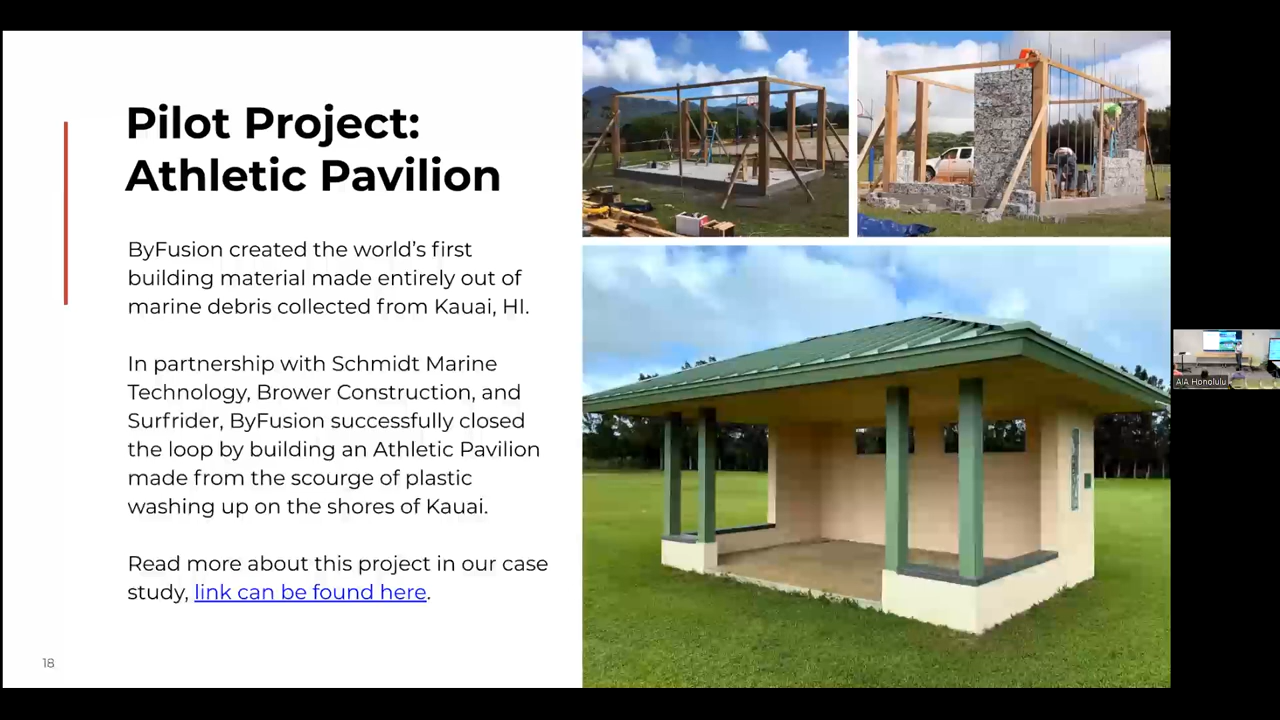 Pilot Project:
Athletic Pavilion
ByFusion created the world’s first
building material made entirely out of
marine debris collected from Kauai, HI.
In partnership with Schmidt Marine
Technology, Brower Construction, and
Surfrider, ByFusion successfully closed
the loop by building an Athletic Pavilion
made from the scourge of plastic
washing up on the shores of Kauai.
Read more about this project in our case
study, link can be found here.
18
AIA Honolulu